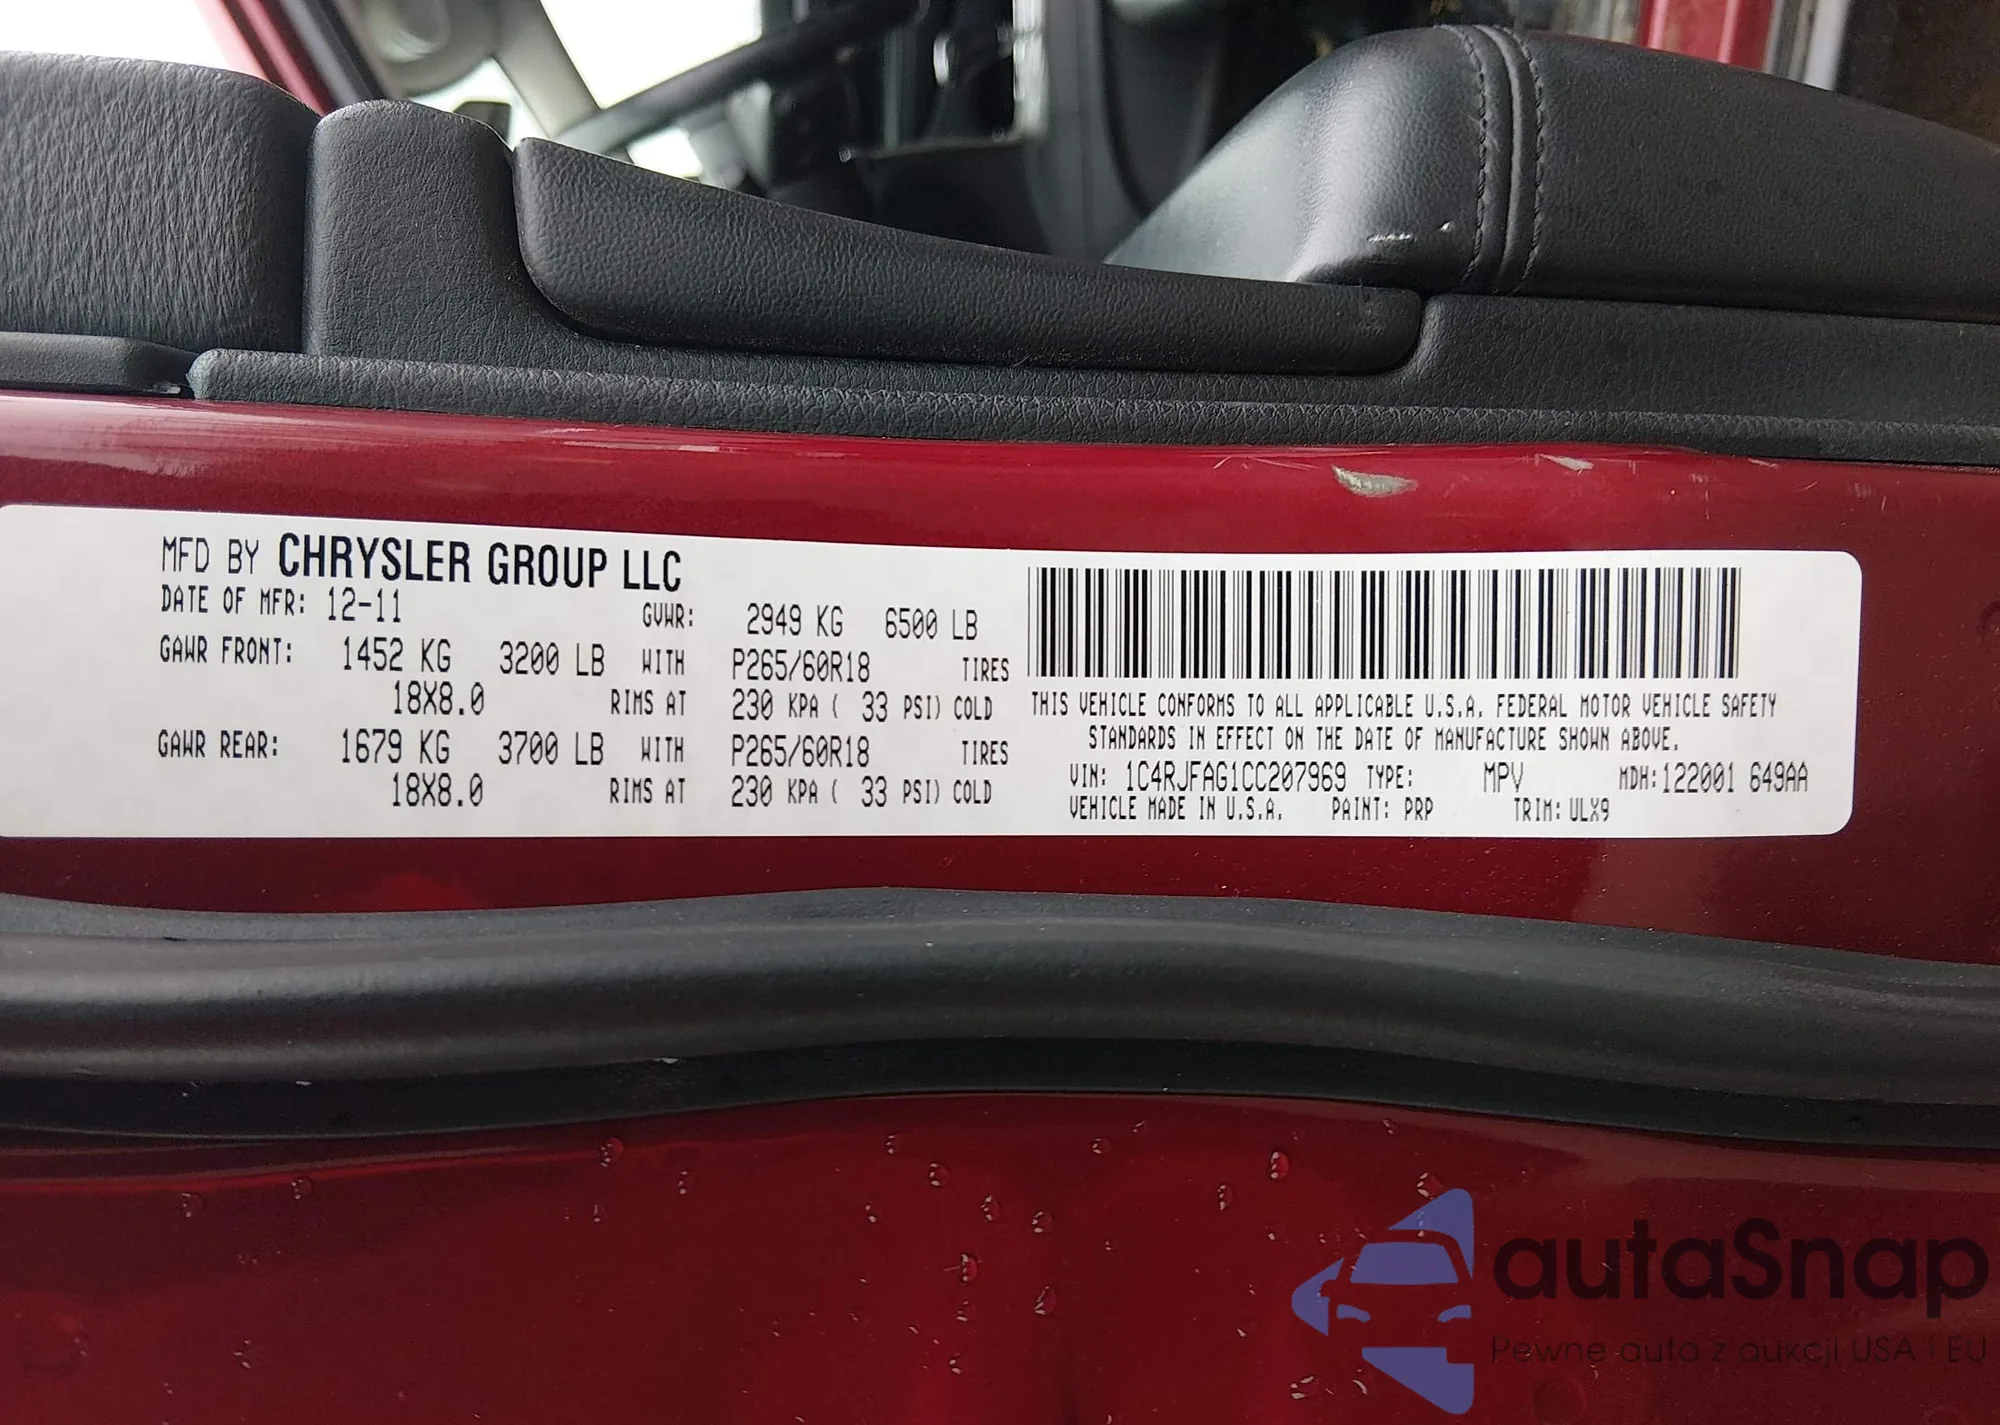 MFD BY CHRYSLER GROUP LLC
DATE OF MFR: 12-11 GVWR: 2949 KG 6500 LB
GAWR FRONT: 1452 KG 3200 LB WITH P265/60R18 TIRES
18X8.0 RIMS AT 230 KPA ( 33 PSI) COLD
GAWR REAR: 1679 KG 3700 LB WITH P265/60R18 TIRES
18X8.0 RIMS AT 230 KPA ( 33 PSI) COLD
THIS VEHICLE CONFORMS TO ALL APPLICABLE U.S.A. FEDERAL MOTOR VEHICLE SAFETY
STANDARDS IN EFFECT ON THE DATE OF MANUFACTURE SHOWN ABOVE.
VIN: 1C4RJFAG1CC207969 TYPE: MPV MDH:122001 649AA
VEHICLE MADE IN U.S.A. PAINT: PRP TRIM: ULX9
autaSnap
Pewne auta z aukcji USA i EU